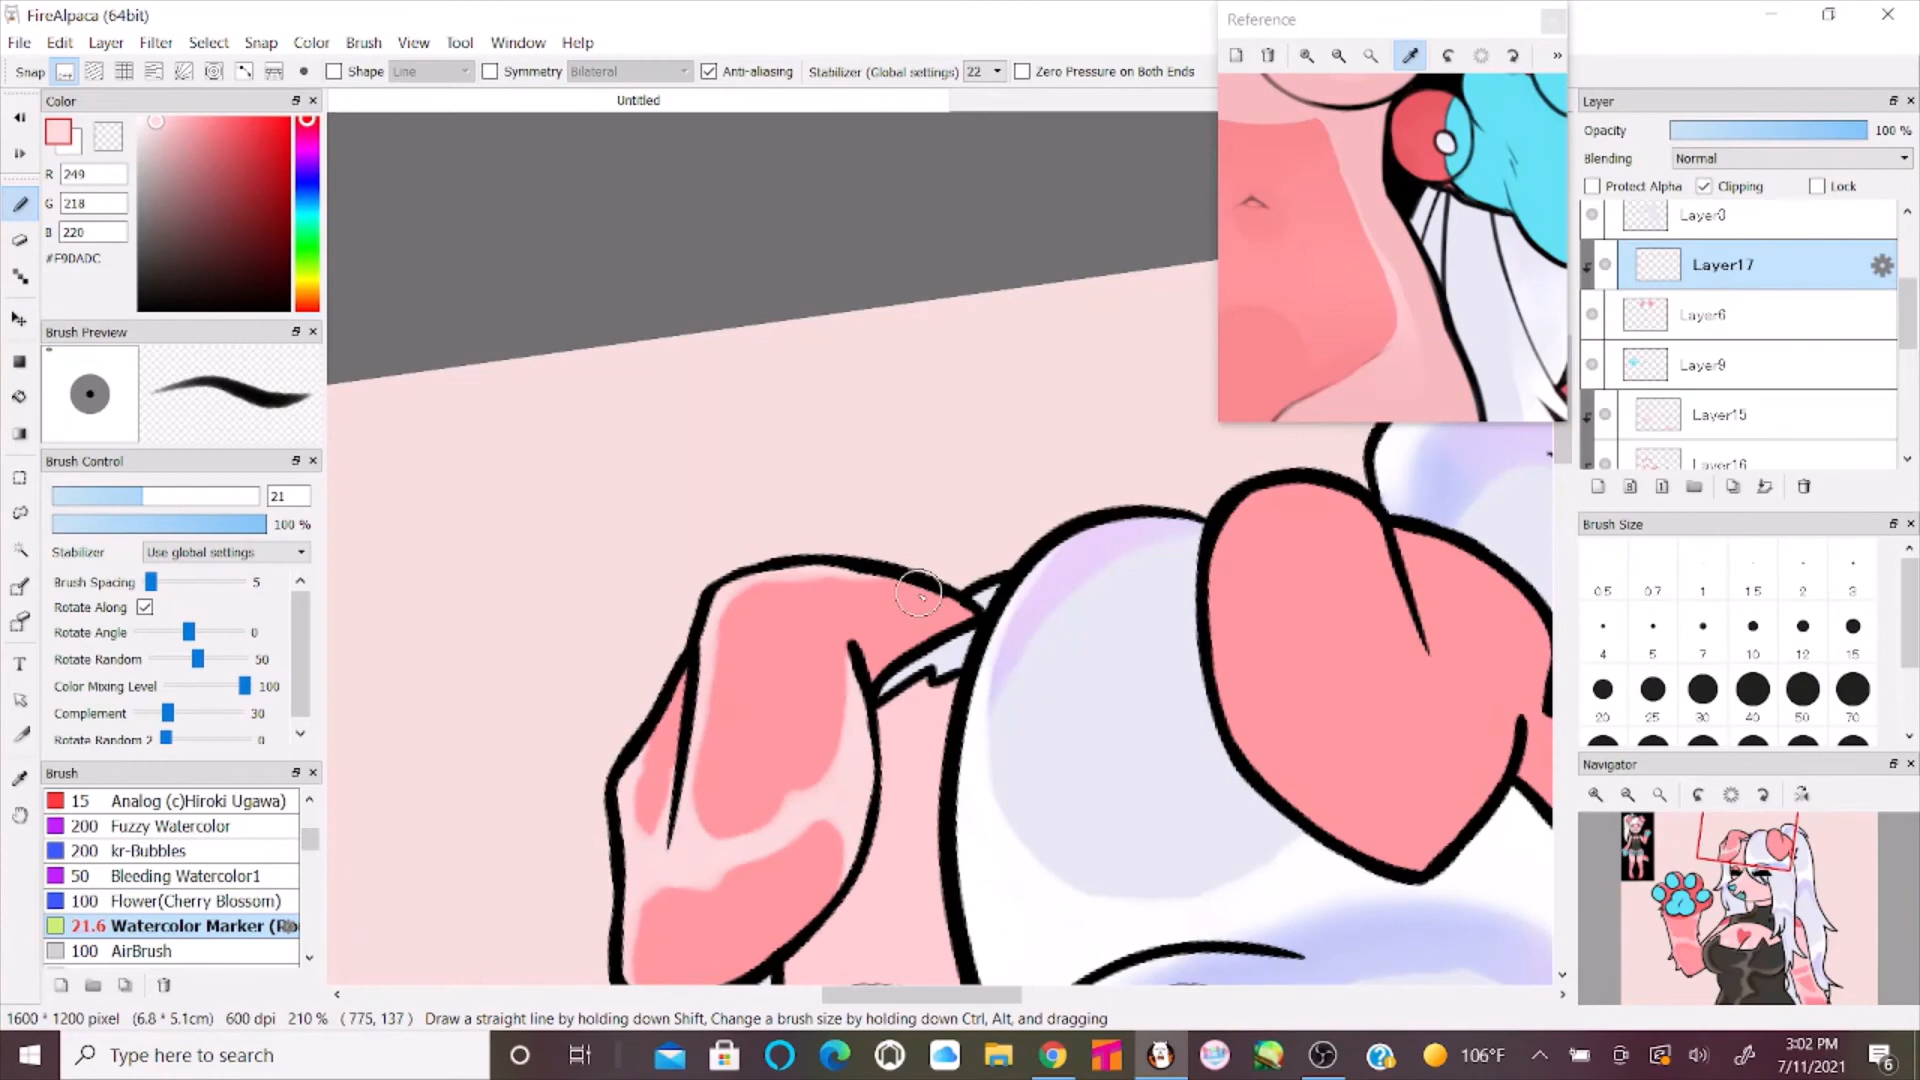 FireAlpaca (64bit)
File Edit Layer Filter Select Snap Color Brush View Tool Window Help
Snap Shape Line Symmetry Bilateral Anti-aliasing Stabilizer (Global settings) 22 Zero Pressure on Both Ends
Reference
Untitled
Color
R 249
G 218
B 220
#F9DADC
Brush Preview
Brush Control
21
100 %
Stabilizer Use global settings
Brush Spacing 5
Rotate Along
Rotate Angle 0
Rotate Random 50
Color Mixing Level 100
Complement 30
Rotate Random 2 0
Brush
15 Analog (c)Hiroki Ugawa)
200 Fuzzy Watercolor
200 kr-Bubbles
50 Bleeding Watercolor1
100 Flower(Cherry Blossom)
21.6 Watercolor Marker (Ro
100 AirBrush
Layer
Opacity 100 %
Blending Normal
Protect Alpha Clipping Lock
Layer3
Layer17
Layer6
Layer9
Layer15
Layer16
Brush Size
0.5 0.7 1 1.5 2 3
4 5 7 10 12 15
20 25 30 40 50 70
Navigator
1600 * 1200 pixel (6.8 * 5.1cm) 600 dpi 210 % ( 775, 137 ) Draw a straight line by holding down Shift, Change a brush size by holding down Ctrl, Alt, and dragging
Type here to search
106°F
3:02 PM
7/11/2021
6